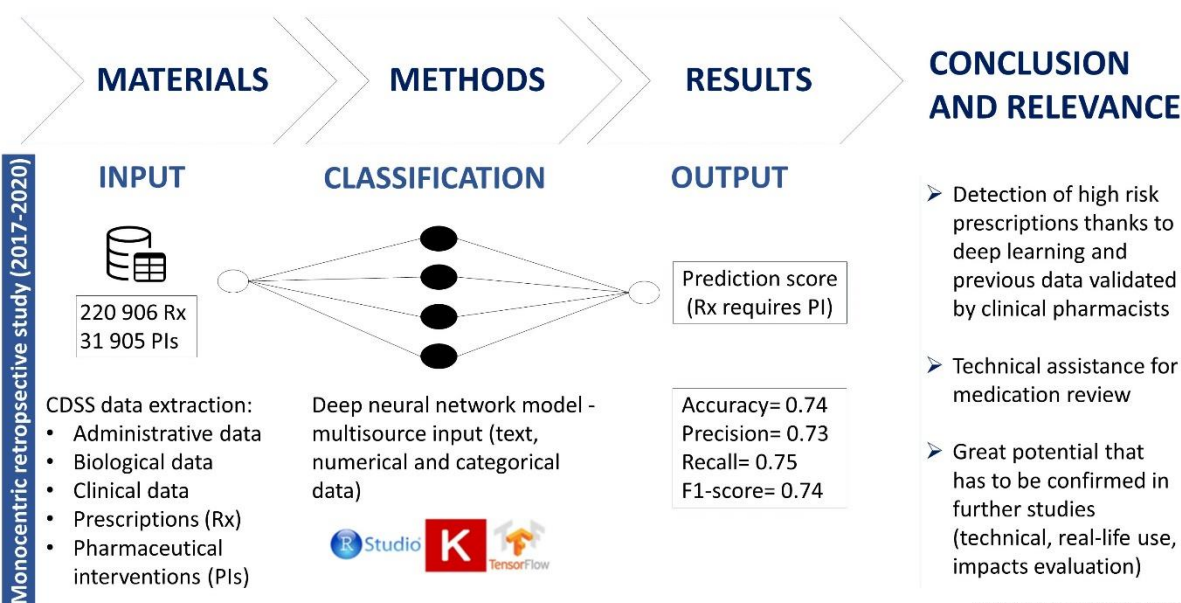 MATERIALS
METHODS
RESULTS
CONCLUSION
AND RELEVANCE
Monocentric retropsective study (2017-2020)
INPUT
220 906 Rx
31 905 PIs
CDSS data extraction:
• Administrative data
• Biological data
• Clinical data
• Prescriptions (Rx)
• Pharmaceutical
interventions (PIs)
CLASSIFICATION
Deep neural network model -
multisource input (text,
numerical and categorical
data)
R Studio
K
TensorFlow
OUTPUT
Prediction score
(Rx requires PI)
Accuracy= 0.74
Precision= 0.73
Recall= 0.75
F1-score= 0.74
➢ Detection of high risk
prescriptions thanks to
deep learning and
previous data validated
by clinical pharmacists
➢ Technical assistance for
medication review
➢ Great potential that
has to be confirmed in
further studies
(technical, real-life use,
impacts evaluation)